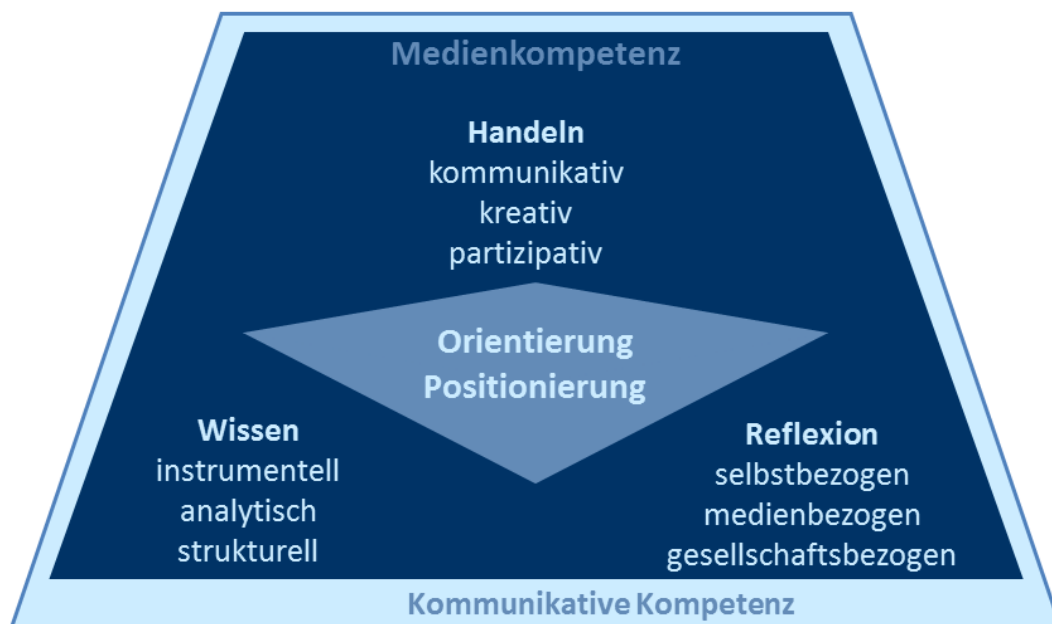 Medienkompetenz
Handeln
kommunikativ
kreativ
partizipativ
Orientierung
Positionierung
Wissen
instrumentell
analytisch
strukturell
Reflexion
selbstbezogen
medienbezogen
gesellschaftsbezogen
Kommunikative Kompetenz